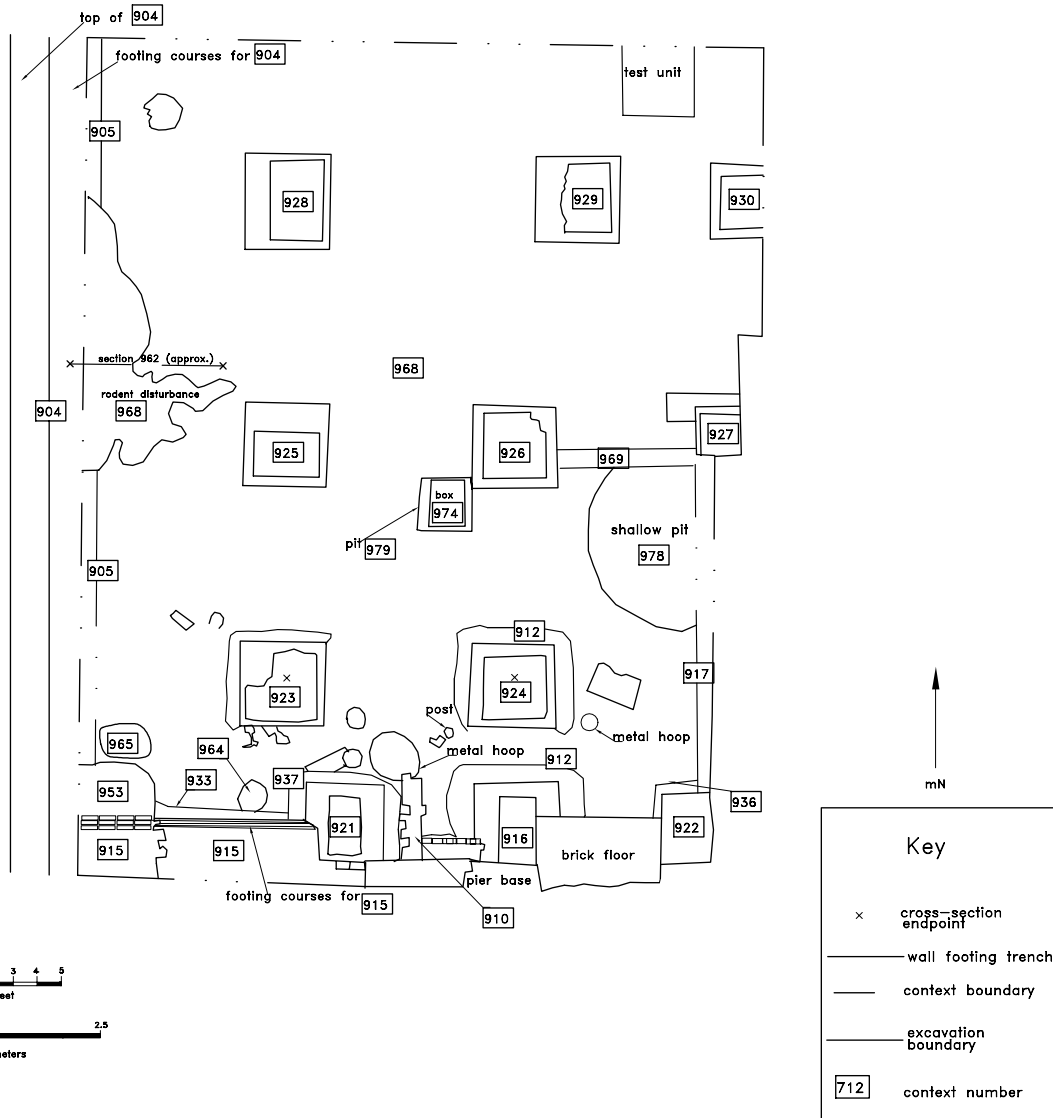 top of 904
footing courses for 904
test unit
905
928
929
930
section 962 (approx.)
968
rodent disturbance
904
968
925
926
969
927
box
974
pit 979
shallow pit
978
905
912
923
924
917
post
metal hoop
metal hoop
965
964
933
937
912
953
936
921
916
922
915
915
brick floor
pier base
footing courses for 915
910
mN
Key
cross-section
endpoint
wall footing trench
context boundary
excavation
boundary
712 context number
3 4 5
eet
2.5
neters